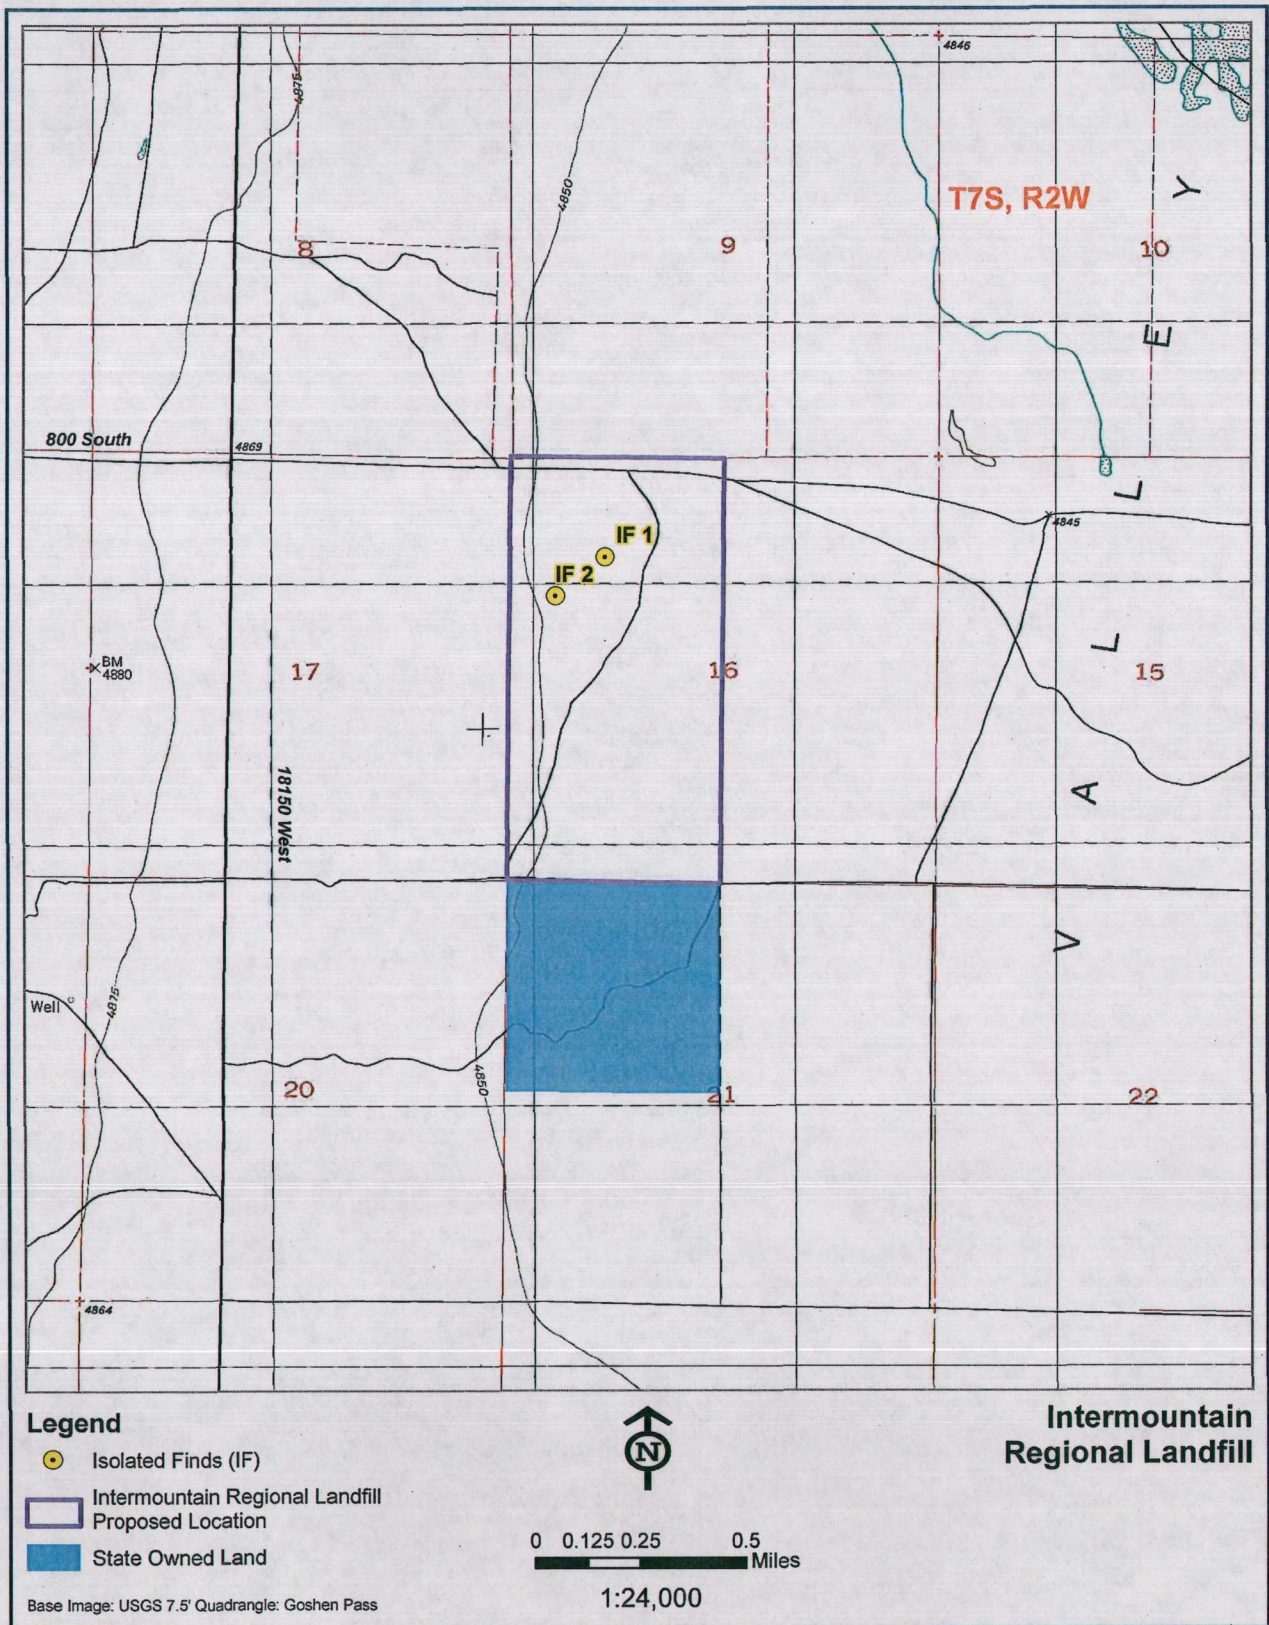 4846
4875
4850
T7S, R2W
Y
8
9
10
E
800 South
4869
L
4845
IF 1
IF 2
L
BM
4880
17
16
15
18150 West
A
V
Well
4875
4850
20
21
22
4864
Legend
Isolated Finds (IF)
Intermountain Regional Landfill
Proposed Location
State Owned Land
Base Image: USGS 7.5' Quadrangle: Goshen Pass
N
0 0.125 0.25 0.5
Miles
1:24,000
Intermountain
Regional Landfill